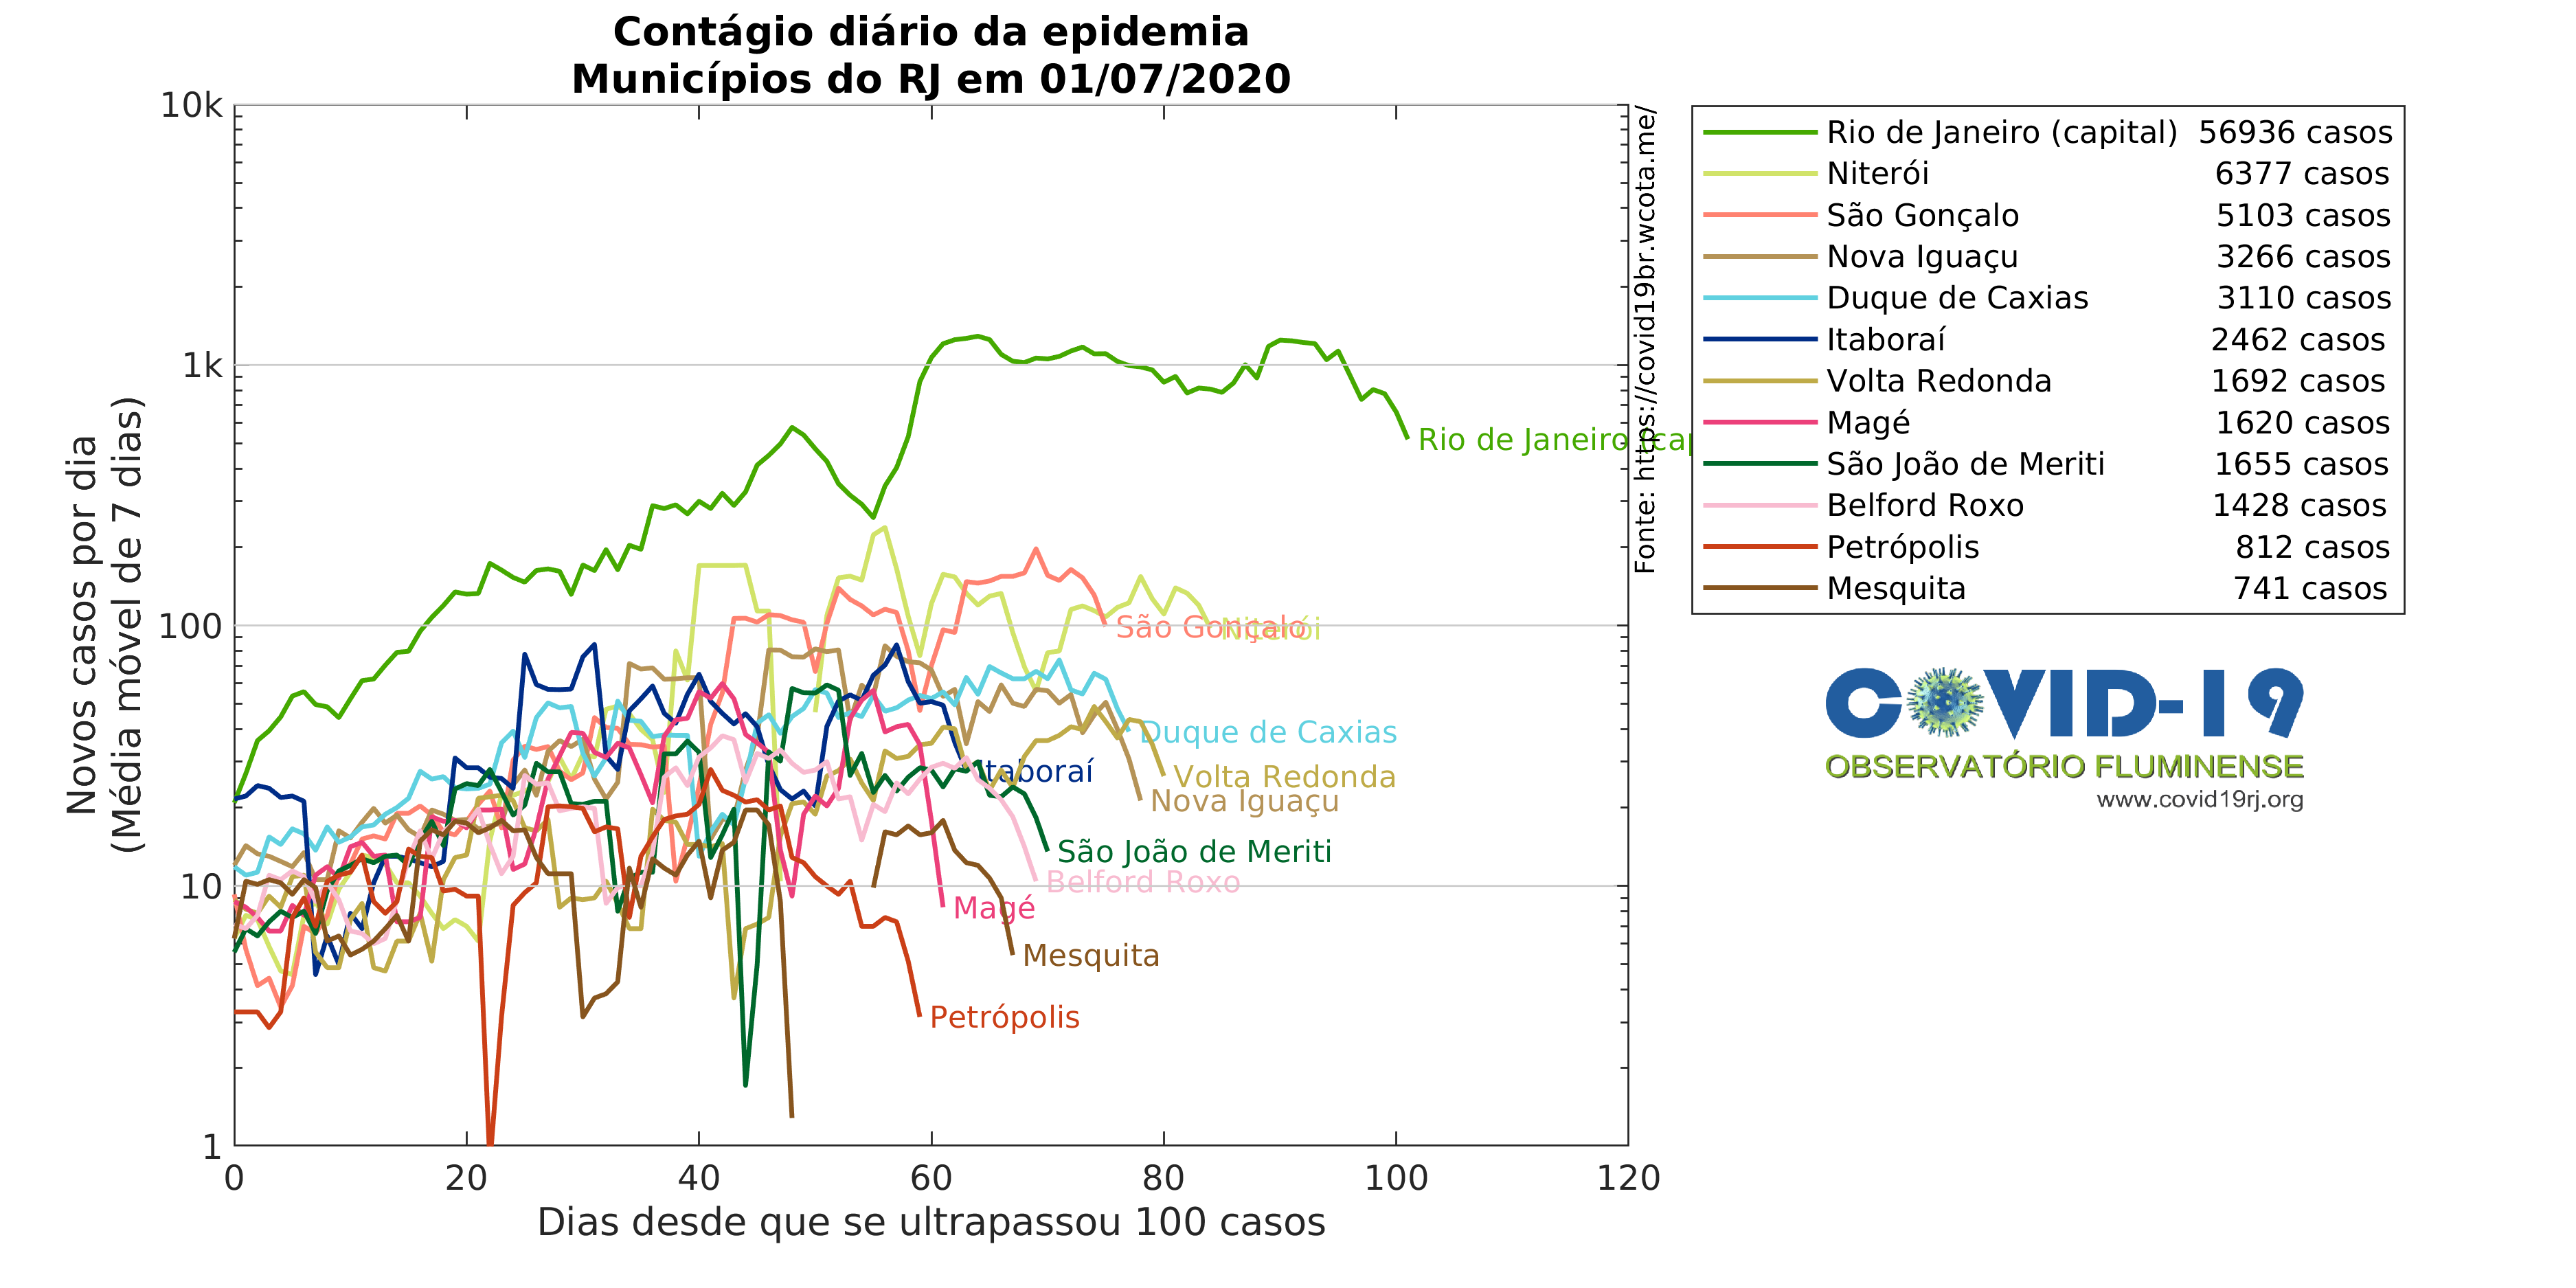 Contágio diário da epidemia
Municípios do RJ em 01/07/2020
Novos casos por dia
(Média móvel de 7 dias)
10k
1k
100
10
1
0
20
40
60
80
100
120
Dias desde que se ultrapassou 100 casos
Rio de Janeiro (cap
São Gonçalo
Niterói
Duque de Caxias
Itaboraí
Volta Redonda
Nova Iguaçu
São João de Meriti
Belford Roxo
Magé
Mesquita
Petrópolis
Fonte: https://covid19br.wcota.me/
Rio de Janeiro (capital) 56936 casos
Niterói 6377 casos
São Gonçalo 5103 casos
Nova Iguaçu 3266 casos
Duque de Caxias 3110 casos
Itaboraí 2462 casos
Volta Redonda 1692 casos
Magé 1620 casos
São João de Meriti 1655 casos
Belford Roxo 1428 casos
Petrópolis 812 casos
Mesquita 741 casos
COVID-19
OBSERVATÓRIO FLUMINENSE
www.covid19rj.org